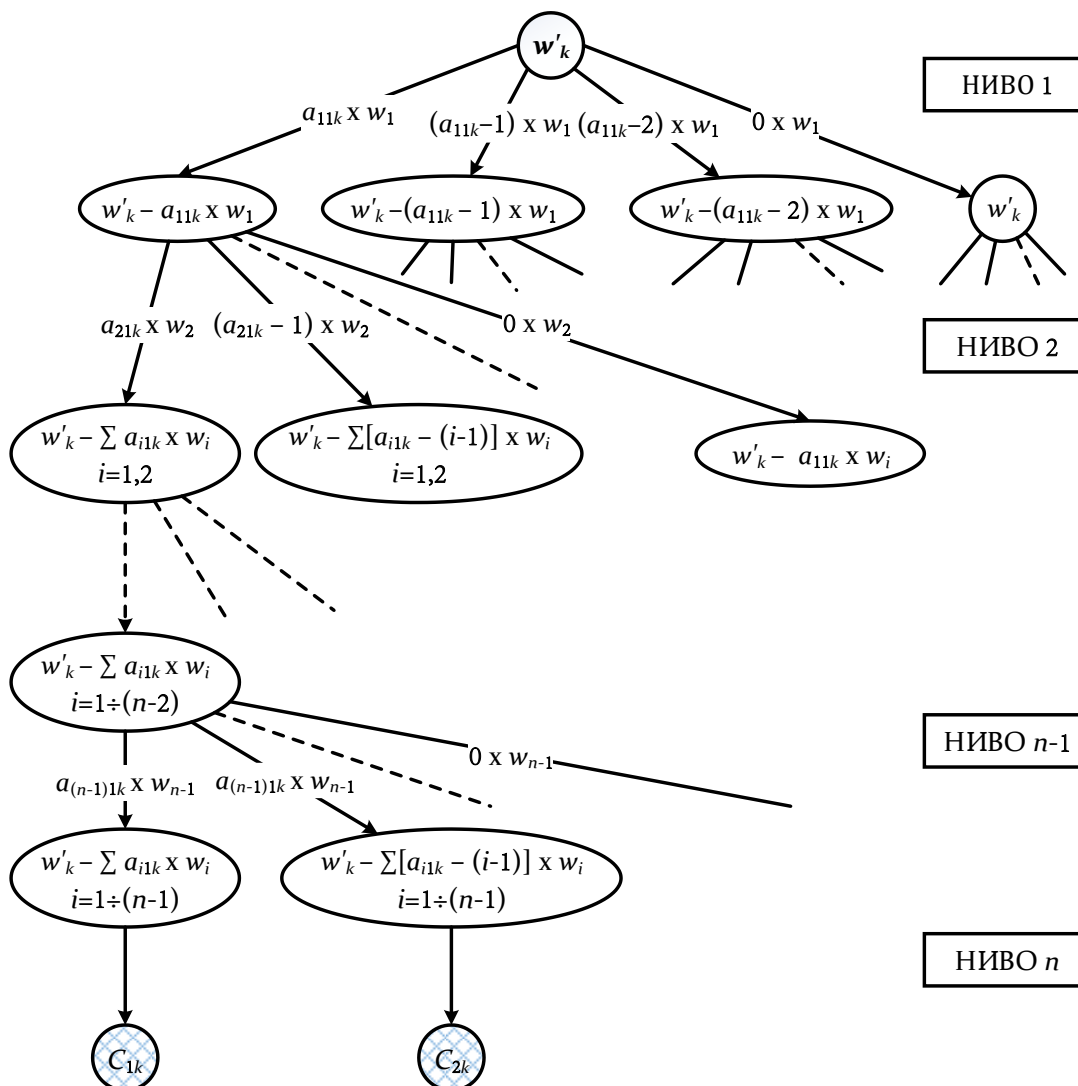 w'ₖ
НИВО 1
a₁₁ₖ x w₁
(a₁₁ₖ–1) x w₁
(a₁₁ₖ–2) x w₁
0 x w₁
w'ₖ – a₁₁ₖ x w₁
w'ₖ –(a₁₁ₖ – 1) x w₁
w'ₖ –(a₁₁ₖ – 2) x w₁
w'ₖ
a₂₁ₖ x w₂
(a₂₁ₖ – 1) x w₂
0 x w₂
НИВО 2
w'ₖ – ∑ aᵢ₁ₖ x wᵢ
i=1,2
w'ₖ – ∑[aᵢ₁ₖ – (i-1)] x wᵢ
i=1,2
w'ₖ – a₁₁ₖ x wᵢ
w'ₖ – ∑ aᵢ₁ₖ x wᵢ
i=1÷(n-2)
0 x wₙ₋₁
НИВО n-1
a₍ₙ₋₁₎₁ₖ x wₙ₋₁
a₍ₙ₋₁₎₁ₖ x wₙ₋₁
w'ₖ – ∑ aᵢ₁ₖ x wᵢ
i=1÷(n-1)
w'ₖ – ∑[aᵢ₁ₖ – (i-1)] x wᵢ
i=1÷(n-1)
НИВО n
C₁ₖ
C₂ₖ